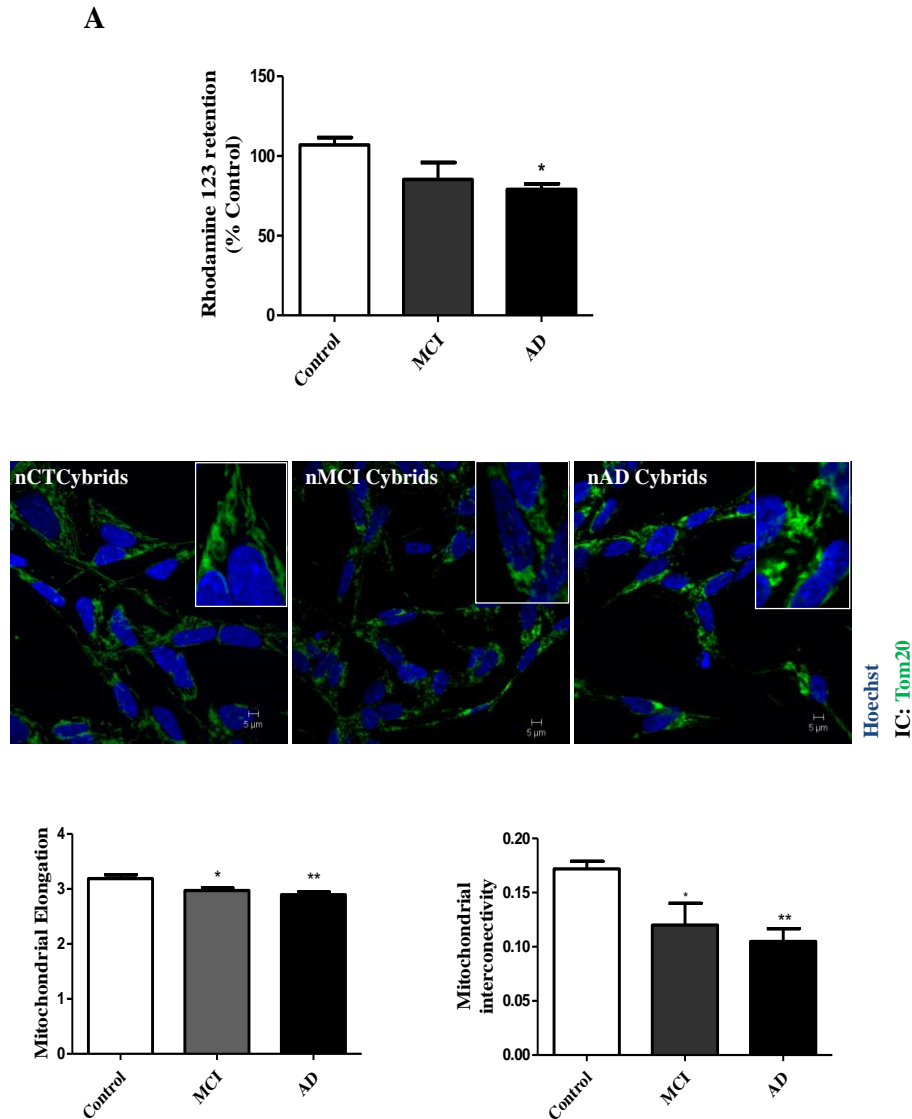 A
Rhodamine 123 retention
(% Control)
150
100
50
0
*
Control
MCI
AD
nCTCybrids
nMCI Cybrids
nAD Cybrids
5 µm
5 µm
5 µm
Hoechst
IC: Tom20
Mitochondrial Elongation
4
3
2
1
0
*
**
Control
MCI
AD
Mitochondrial
interconectivity
0.20
0.15
0.10
0.05
0.00
*
**
Control
MCI
AD